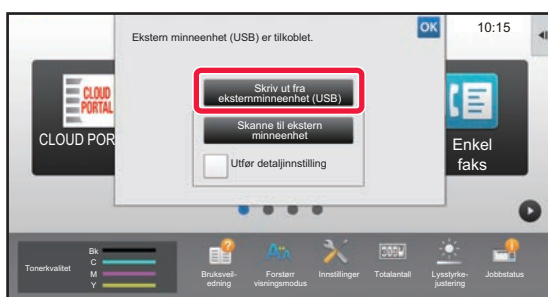 Ekstern minneenhet (USB) er tilkoblet.
OK
10:15
Skriv ut fra
eksternminneenhet (USB)
Skanne til ekstern
minneenhet
Utfør detaljinnstilling
CLOUD
PORTAL
CLOUD POR
Enkel
faks
Tonerkvalitet
Bk
C
M
Y
Bruksveil-
edning
Forstørr
visningsmodus
Innstillinger
Totalantall
Lysstyrke-
justering
Jobbstatus